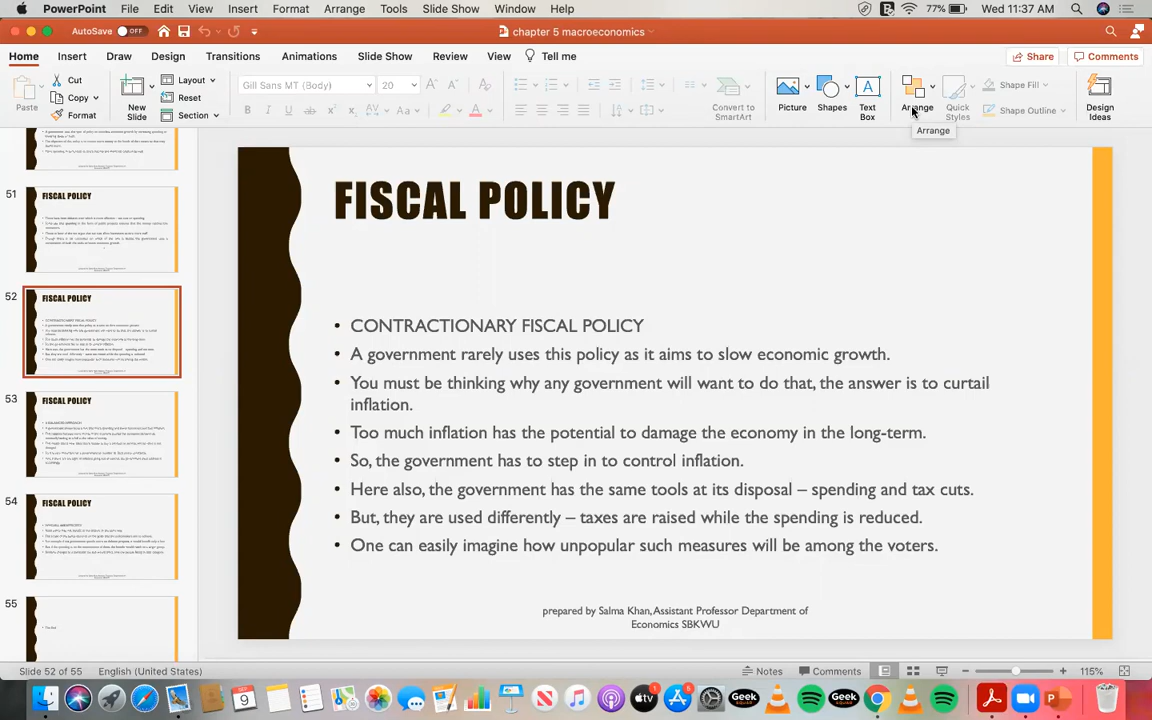 PowerPoint File Edit View Insert Format Arrange Tools Slide Show Window Help 77% Wed 11:37 AM
AutoSave OFF chapter 5 macroeconomics
Home Insert Draw Design Transitions Animations Slide Show Review View Tell me Share Comments
Paste Cut Copy Format New Slide Layout Reset Section Gill Sans MT (Body) 20 Convert to SmartArt Picture Shapes Text Box Arrange Quick Styles Shape Fill Shape Outline Design Ideas
Arrange
51
FISCAL POLICY
52
FISCAL POLICY
CONTRACTIONARY FISCAL POLICY
53
FISCAL POLICY
54
FISCAL POLICY
55
FISCAL POLICY
• CONTRACTIONARY FISCAL POLICY
• A government rarely uses this policy as it aims to slow economic growth.
• You must be thinking why any government will want to do that, the answer is to curtail
inflation.
• Too much inflation has the potential to damage the economy in the long-term.
• So, the government has to step in to control inflation.
• Here also, the government has the same tools at its disposal – spending and tax cuts.
• But, they are used differently – taxes are raised while the spending is reduced.
• One can easily imagine how unpopular such measures will be among the voters.
prepared by Salma Khan, Assistant Professor Department of
Economics SBKWU
Slide 52 of 55 English (United States) Notes Comments 115%
SEP 9 Geek SQUAD Geek SQUAD tv